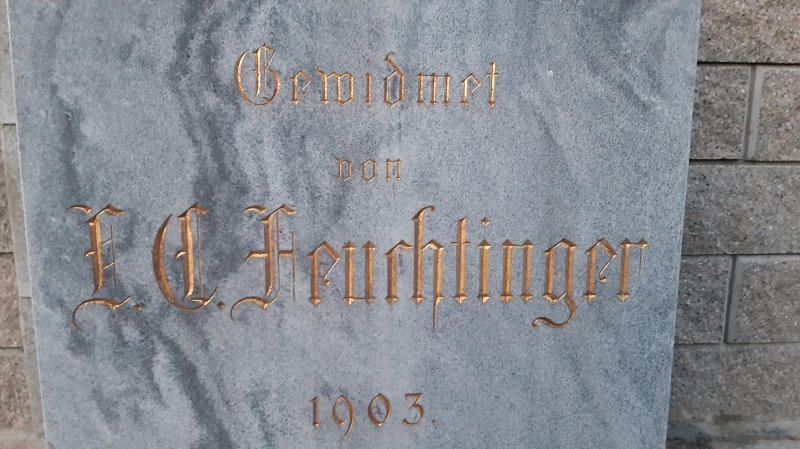 Gewidmet
von
E. C. Feuchtinger
1903.